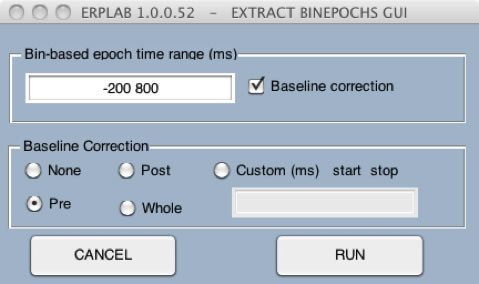 ERPLAB 1.0.0.52 - EXTRACT BINEPOCHS GUI
Bin-based epoch time range (ms)
-200 800 Baseline correction
Baseline Correction
None Post Custom (ms) start stop
Pre Whole
CANCEL RUN